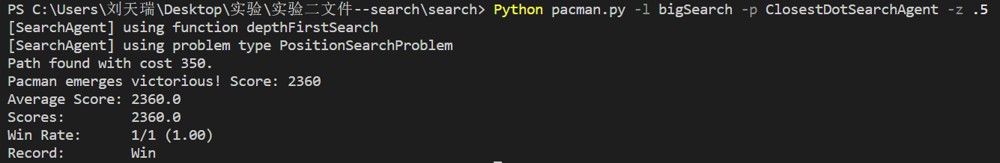 PS C:\Users\刘天瑞\Desktop\实验\实验二文件--search\search> Python pacman.py -l bigSearch -p ClosestDotSearchAgent -z .5
[SearchAgent] using function depthFirstSearch
[SearchAgent] using problem type PositionSearchProblem
Path found with cost 350.
Pacman emerges victorious! Score: 2360
Average Score: 2360.0
Scores:        2360.0
Win Rate:      1/1 (1.00)
Record:        Win